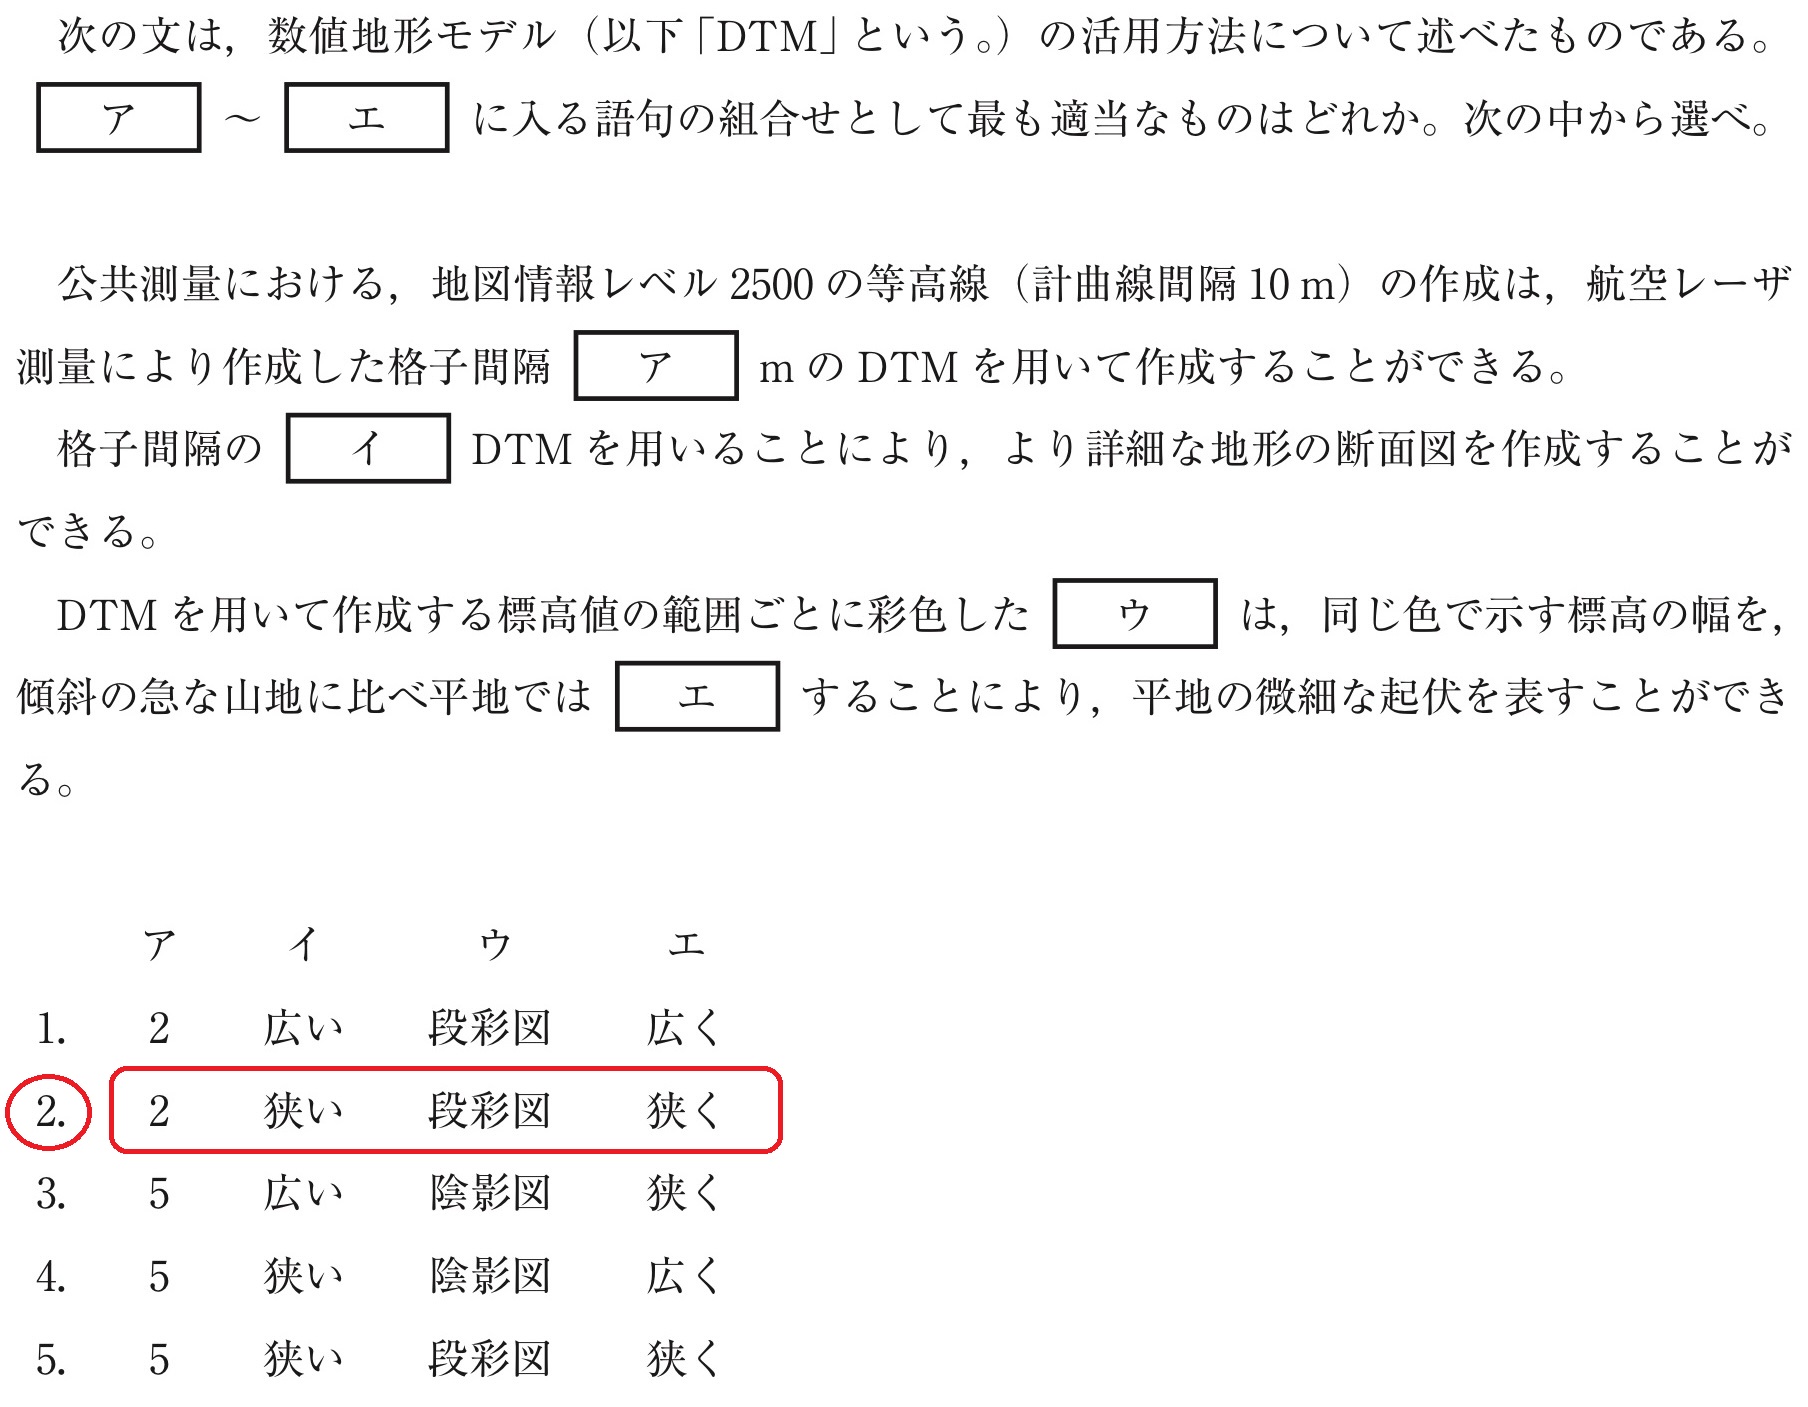 次の文は，数値地形モデル（以下「DTM」という。）の活用方法について述べたものである。
ア ～ エ に入る語句の組合せとして最も適当なものはどれか。次の中から選べ。
公共測量における，地図情報レベル 2500 の等高線（計曲線間隔 10 m）の作成は，航空レーザ
測量により作成した格子間隔 ア m の DTM を用いて作成することができる。
格子間隔の イ DTM を用いることにより，より詳細な地形の断面図を作成することが
できる。
DTM を用いて作成する標高値の範囲ごとに彩色した ウ は，同じ色で示す標高の幅を，
傾斜の急な山地に比べ平地では エ することにより，平地の微細な起伏を表すことができ
る。
ア イ ウ エ
1. 2 広い 段彩図 広く
2. 2 狭い 段彩図 狭く
3. 5 広い 陰影図 狭く
4. 5 狭い 陰影図 広く
5. 5 狭い 段彩図 狭く